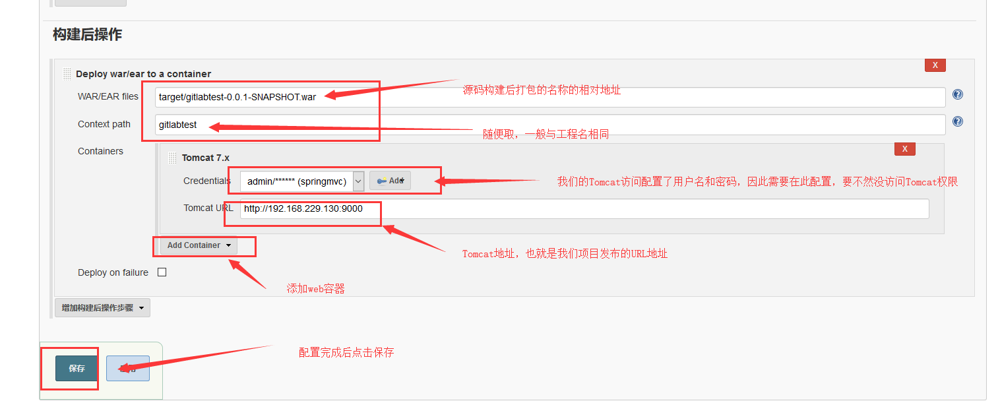 构建后操作
X
Deploy war/ear to a container
WAR/EAR files
target/gitlabtest-0.0.1-SNAPSHOT.war
源码构建后打包的名称的相对地址
Context path
gitlabtest
随便取，一般与工程名相同
Containers
X
Tomcat 7.x
Credentials
admin/****** (springmvc)
Add
我们的Tomcat访问配置了用户名和密码，因此需要在此配置，要不然没访问Tomcat权限
Tomcat URL
http://192.168.229.130:9000
Add Container
Tomcat地址，也就是我们项目发布的URL地址
Deploy on failure
添加web容器
增加构建后操作步骤
配置完成后点击保存
保存